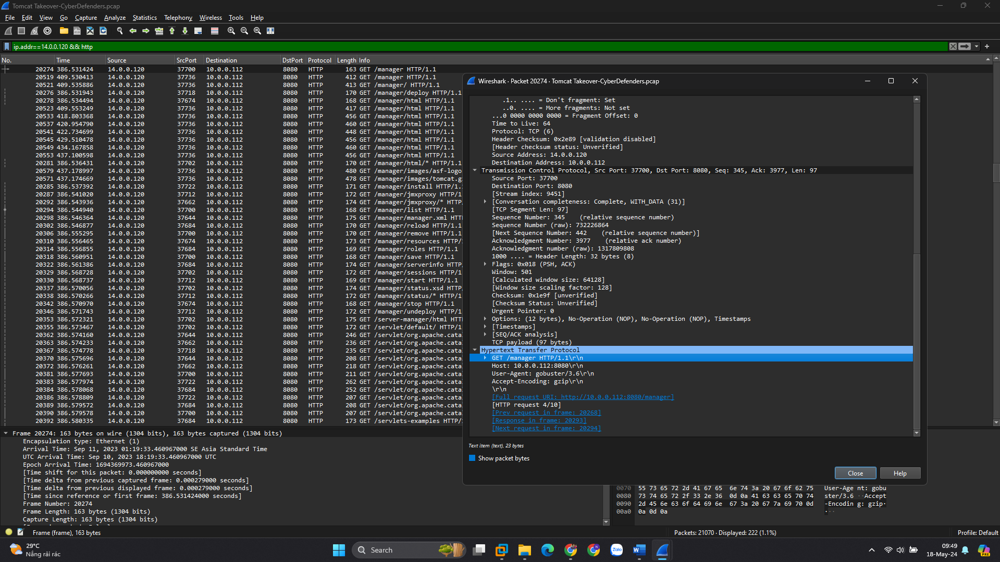 Tomcat Takeover-CyberDefenders.pcap
File Edit View Go Capture Analyze Statistics Telephony Wireless Tools Help
ip.addr==14.0.0.120 && http
No. Time Source SrcPort Destination DstPort Protocol Length Info
20274 386.531424 14.0.0.120 37700 10.0.0.112 8080 HTTP 163 GET /manager HTTP/1.1
20519 409.530413 14.0.0.120 37736 10.0.0.112 8080 HTTP 412 GET /manager HTTP/1.1
20521 409.535886 14.0.0.120 37736 10.0.0.112 8080 HTTP 413 GET /manager/ HTTP/1.1
20276 386.531943 14.0.0.120 37718 10.0.0.112 8080 HTTP 170 GET /manager/deploy HTTP/1.1
20278 386.534494 14.0.0.120 37674 10.0.0.112 8080 HTTP 168 GET /manager/html HTTP/1.1
20523 409.553249 14.0.0.120 37736 10.0.0.112 8080 HTTP 417 GET /manager/html HTTP/1.1
20533 418.803368 14.0.0.120 37736 10.0.0.112 8080 HTTP 456 GET /manager/html HTTP/1.1
20537 420.954790 14.0.0.120 37736 10.0.0.112 8080 HTTP 460 GET /manager/html HTTP/1.1
20541 422.734699 14.0.0.120 37736 10.0.0.112 8080 HTTP 448 GET /manager/html HTTP/1.1
20545 429.510478 14.0.0.120 37736 10.0.0.112 8080 HTTP 456 GET /manager/html HTTP/1.1
20549 434.167858 14.0.0.120 37736 10.0.0.112 8080 HTTP 460 GET /manager/html HTTP/1.1
20553 437.100598 14.0.0.120 37736 10.0.0.112 8080 HTTP 456 GET /manager/html HTTP/1.1
20281 386.536431 14.0.0.120 37702 10.0.0.112 8080 HTTP 170 GET /manager/html/* HTTP/1.1
20579 437.178997 14.0.0.120 37736 10.0.0.112 8080 HTTP 480 GET /manager/images/asf-logo
20571 437.174669 14.0.0.120 37736 10.0.0.112 8080 HTTP 478 GET /manager/images/tomcat.g
20285 386.537392 14.0.0.120 37722 10.0.0.112 8080 HTTP 171 GET /manager/install HTTP/1.
20287 386.541020 14.0.0.120 37712 10.0.0.112 8080 HTTP 172 GET /manager/jmxproxy HTTP/1
20292 386.543936 14.0.0.120 37662 10.0.0.112 8080 HTTP 174 GET /manager/jmxproxy/* HTTP
20294 386.544940 14.0.0.120 37700 10.0.0.112 8080 HTTP 168 GET /manager/list HTTP/1.1
20298 386.546364 14.0.0.120 37644 10.0.0.112 8080 HTTP 175 GET /manager/manager.xml HTT
20302 386.546877 14.0.0.120 37684 10.0.0.112 8080 HTTP 170 GET /manager/reload HTTP/1.1
20306 386.555295 14.0.0.120 37700 10.0.0.112 8080 HTTP 170 GET /manager/remove HTTP/1.1
20310 386.556465 14.0.0.120 37674 10.0.0.112 8080 HTTP 173 GET /manager/resources HTTP/
20314 386.556855 14.0.0.120 37684 10.0.0.112 8080 HTTP 169 GET /manager/roles HTTP/1.1
20318 386.560951 14.0.0.120 37700 10.0.0.112 8080 HTTP 168 GET /manager/save HTTP/1.1
20322 386.561386 14.0.0.120 37684 10.0.0.112 8080 HTTP 174 GET /manager/serverinfo HTTP
20329 386.568728 14.0.0.120 37702 10.0.0.112 8080 HTTP 172 GET /manager/sessions HTTP/1
20330 386.568737 14.0.0.120 37712 10.0.0.112 8080 HTTP 169 GET /manager/start HTTP/1.1
20337 386.570056 14.0.0.120 37702 10.0.0.112 8080 HTTP 174 GET /manager/status.xsd HTTP
20338 386.570266 14.0.0.120 37712 10.0.0.112 8080 HTTP 172 GET /manager/status/* HTTP/1
20342 386.570970 14.0.0.120 37674 10.0.0.112 8080 HTTP 168 GET /manager/stop HTTP/1.1
20346 386.571743 14.0.0.120 37712 10.0.0.112 8080 HTTP 172 GET /manager/undeploy HTTP/1
20353 386.572321 14.0.0.120 37702 10.0.0.112 8080 HTTP 175 GET /server-manager/html HTT
20355 386.573467 14.0.0.120 37702 10.0.0.112 8080 HTTP 172 GET /servlet/default/ HTTP/1
20362 386.574160 14.0.0.120 37644 10.0.0.112 8080 HTTP 246 GET /servlet/org.apache.cata
20363 386.574233 14.0.0.120 37662 10.0.0.112 8080 HTTP 236 GET /servlet/org.apache.cata
20367 386.574778 14.0.0.120 37718 10.0.0.112 8080 HTTP 235 GET /servlet/org.apache.cata
20370 386.575696 14.0.0.120 37644 10.0.0.112 8080 HTTP 208 GET /servlet/org.apache.cata
20372 386.576261 14.0.0.120 37662 10.0.0.112 8080 HTTP 218 GET /servlet/org.apache.cata
20381 386.577693 14.0.0.120 37700 10.0.0.112 8080 HTTP 211 GET /servlet/org.apache.cata
20383 386.577974 14.0.0.120 37722 10.0.0.112 8080 HTTP 262 GET /servlet/org.apache.cata
20384 386.578068 14.0.0.120 37684 10.0.0.112 8080 HTTP 252 GET /servlet/org.apache.cata
20386 386.578809 14.0.0.120 37722 10.0.0.112 8080 HTTP 207 GET /servlet/org.apache.cata
20389 386.579572 14.0.0.120 37684 10.0.0.112 8080 HTTP 208 GET /servlet/org.apache.cata
20390 386.579578 14.0.0.120 37700 10.0.0.112 8080 HTTP 207 GET /servlet/org.apache.cata
20392 386.580335 14.0.0.120 37684 10.0.0.112 8080 HTTP 173 GET /servlets-examples HTTP/
Wireshark · Packet 20274 · Tomcat Takeover-CyberDefenders.pcap
.1.. .... = Don't fragment: Set
..0. .... = More fragments: Not set
...0 0000 0000 0000 = Fragment Offset: 0
Time to Live: 64
Protocol: TCP (6)
Header Checksum: 0x2e89 [validation disabled]
[Header checksum status: Unverified]
Source Address: 14.0.0.120
Destination Address: 10.0.0.112
Transmission Control Protocol, Src Port: 37700, Dst Port: 8080, Seq: 345, Ack: 3977, Len: 97
Source Port: 37700
Destination Port: 8080
[Stream index: 9451]
[Conversation completeness: Complete, WITH_DATA (31)]
[TCP Segment Len: 97]
Sequence Number: 345 (relative sequence number)
Sequence Number (raw): 732226864
[Next Sequence Number: 442 (relative sequence number)]
Acknowledgment Number: 3977 (relative ack number)
Acknowledgment number (raw): 1317809808
1000 .... = Header Length: 32 bytes (8)
Flags: 0x018 (PSH, ACK)
Window: 501
[Calculated window size: 64128]
[Window size scaling factor: 128]
Checksum: 0x1e9f [unverified]
[Checksum Status: Unverified]
Urgent Pointer: 0
Options: (12 bytes), No-Operation (NOP), No-Operation (NOP), Timestamps
[Timestamps]
[SEQ/ACK analysis]
TCP payload (97 bytes)
Hypertext Transfer Protocol
GET /manager HTTP/1.1\r\n
Host: 10.0.0.112:8080\r\n
User-Agent: gobuster/3.6\r\n
Accept-Encoding: gzip\r\n
\r\n
[Full request URI: http://10.0.0.112:8080/manager]
[HTTP request 4/10]
[Prev request in frame: 20268]
[Response in frame: 20293]
[Next request in frame: 20294]
Text item (text), 23 bytes
Show packet bytes
Close Help
Frame 20274: 163 bytes on wire (1304 bits), 163 bytes captured (1304 bits)
Encapsulation type: Ethernet (1)
Arrival Time: Sep 11, 2023 01:19:33.460967000 SE Asia Standard Time
UTC Arrival Time: Sep 10, 2023 18:19:33.460967000 UTC
Epoch Arrival Time: 1694369973.460967000
[Time shift for this packet: 0.000000000 seconds]
[Time delta from previous captured frame: 0.000279000 seconds]
[Time delta from previous displayed frame: 0.000279000 seconds]
[Time since reference or first frame: 386.531424000 seconds]
Frame Number: 20274
Frame Length: 163 bytes (1304 bits)
Capture Length: 163 bytes (1304 bits)
0070 55 73 65 72 2d 41 67 65 6e 74 3a 20 67 6f 62 75 User-Age nt: gobu
0080 73 74 65 72 2f 33 2e 36 0d 0a 41 63 63 65 70 74 ster/3.6 ··Accept
0090 2d 45 6e 63 6f 64 69 6e 67 3a 20 67 7a 69 70 0d -Encodin g: gzip·
00a0 0a 0d 0a ···
Frame (frame), 163 bytes
Packets: 21070 · Displayed: 222 (1.1%)
Profile: Default
29°C
Nắng rải rác
Search
Zalo
PRE
09:49
18-May-24